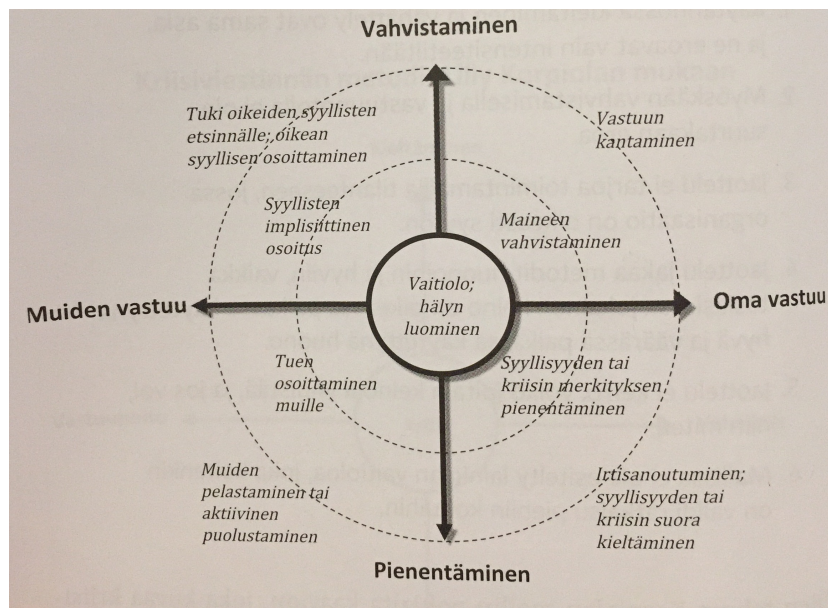 Vahvistaminen
Tuki oikeiden syyllisten
etsinnälle; oikean
syyllisen osoittaminen
Vastuun
kantaminen
Syyllisten
implisiittinen
osoitus
Maineen
vahvistaminen
Muiden vastuu
Vaitiolo;
hälyn
luominen
Oma vastuu
Tuen
osoittaminen
muille
Syyllisyyden tai
kriisin merkityksen
pienentäminen
Muiden
pelastaminen tai
aktiivinen
puolustaminen
Irtisanoutuminen;
syyllisyyden tai
kriisin suora
kieltäminen
Pienentäminen